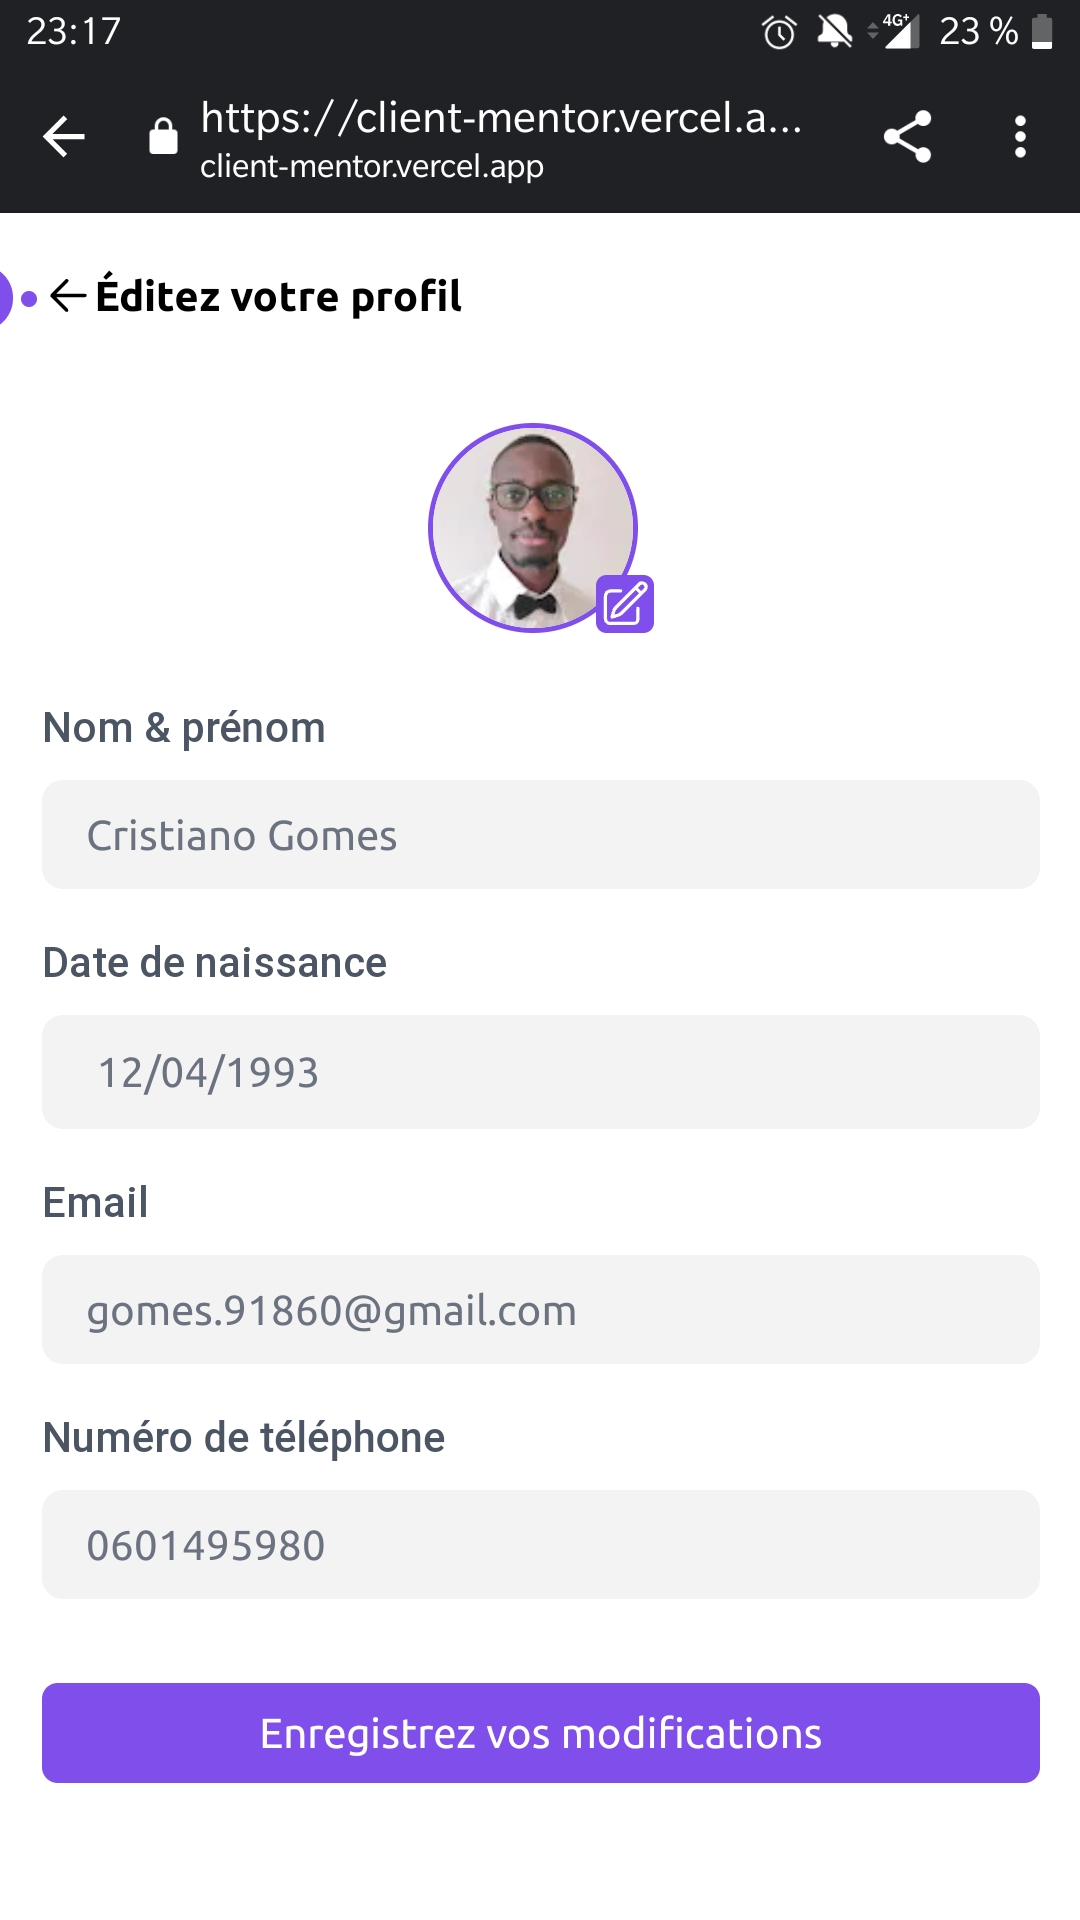 23:17
4G+ 23 %
https://client-mentor.vercel.a...
client-mentor.vercel.app
Éditez votre profil
Nom & prénom
Cristiano Gomes
Date de naissance
12/04/1993
Email
gomes.91860@gmail.com
Numéro de téléphone
0601495980
Enregistrez vos modifications